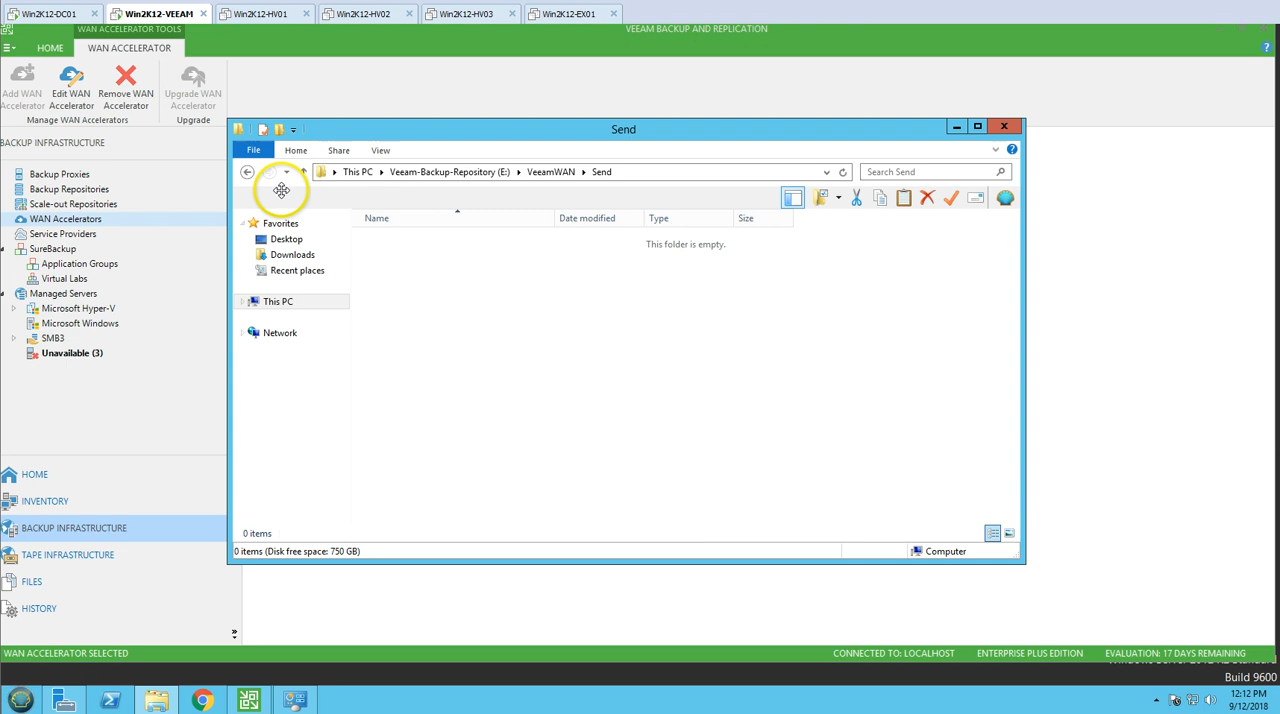 Win2K12-DC01
Win2K12-VEEAM
Win2K12-HV01
Win2K12-HV02
Win2K12-HV03
Win2K12-EX01
WAN ACCELERATOR TOOLS
VEEAM BACKUP AND REPLICATION
HOME
WAN ACCELERATOR
Add WAN Accelerator
Edit WAN Accelerator
Remove WAN Accelerator
Upgrade WAN Accelerator
Manage WAN Accelerators
Upgrade
BACKUP INFRASTRUCTURE
Backup Proxies
Backup Repositories
Scale-out Repositories
WAN Accelerators
Service Providers
SureBackup
Application Groups
Virtual Labs
Managed Servers
Microsoft Hyper-V
Microsoft Windows
SMB3
Unavailable (3)
HOME
INVENTORY
BACKUP INFRASTRUCTURE
TAPE INFRASTRUCTURE
FILES
HISTORY
Send
File
Home
Share
View
This PC
Veeam-Backup-Repository (E:)
VeeamWAN
Send
Search Send
Favorites
Desktop
Downloads
Recent places
This PC
Network
Name
Date modified
Type
Size
This folder is empty.
0 items
0 items (Disk free space: 750 GB)
Computer
WAN ACCELERATOR SELECTED
CONNECTED TO: LOCALHOST
ENTERPRISE PLUS EDITION
EVALUATION: 17 DAYS REMAINING
Build 9600
12:12 PM
9/12/2018